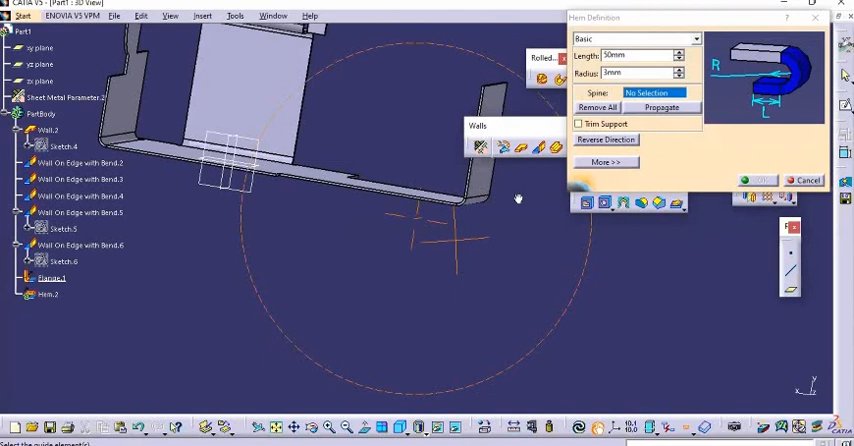 CATIA V5 - [Part1 : 3D View]
Start ENOVIA V5 VPM File Edit View Insert Tools Window Help
Part1
xy plane
yz plane
zx plane
Sheet Metal Parameter.2
PartBody
Wall.2
Sketch.4
Wall On Edge with Bend.2
Wall On Edge with Bend.3
Wall On Edge with Bend.4
Wall On Edge with Bend.5
Sketch.5
Wall On Edge with Bend.6
Sketch.6
Flange.1
Hem.2
Rolled...
Walls
Hem Definition
? X
Basic
Length: 50mm
Radius: 3mm
Spine: No Selection
Remove All Propagate
Trim Support
Reverse Direction
More >>
Cancel
R
L
y
x z
10.1
10.0
CATIA
Select the guide element(s)